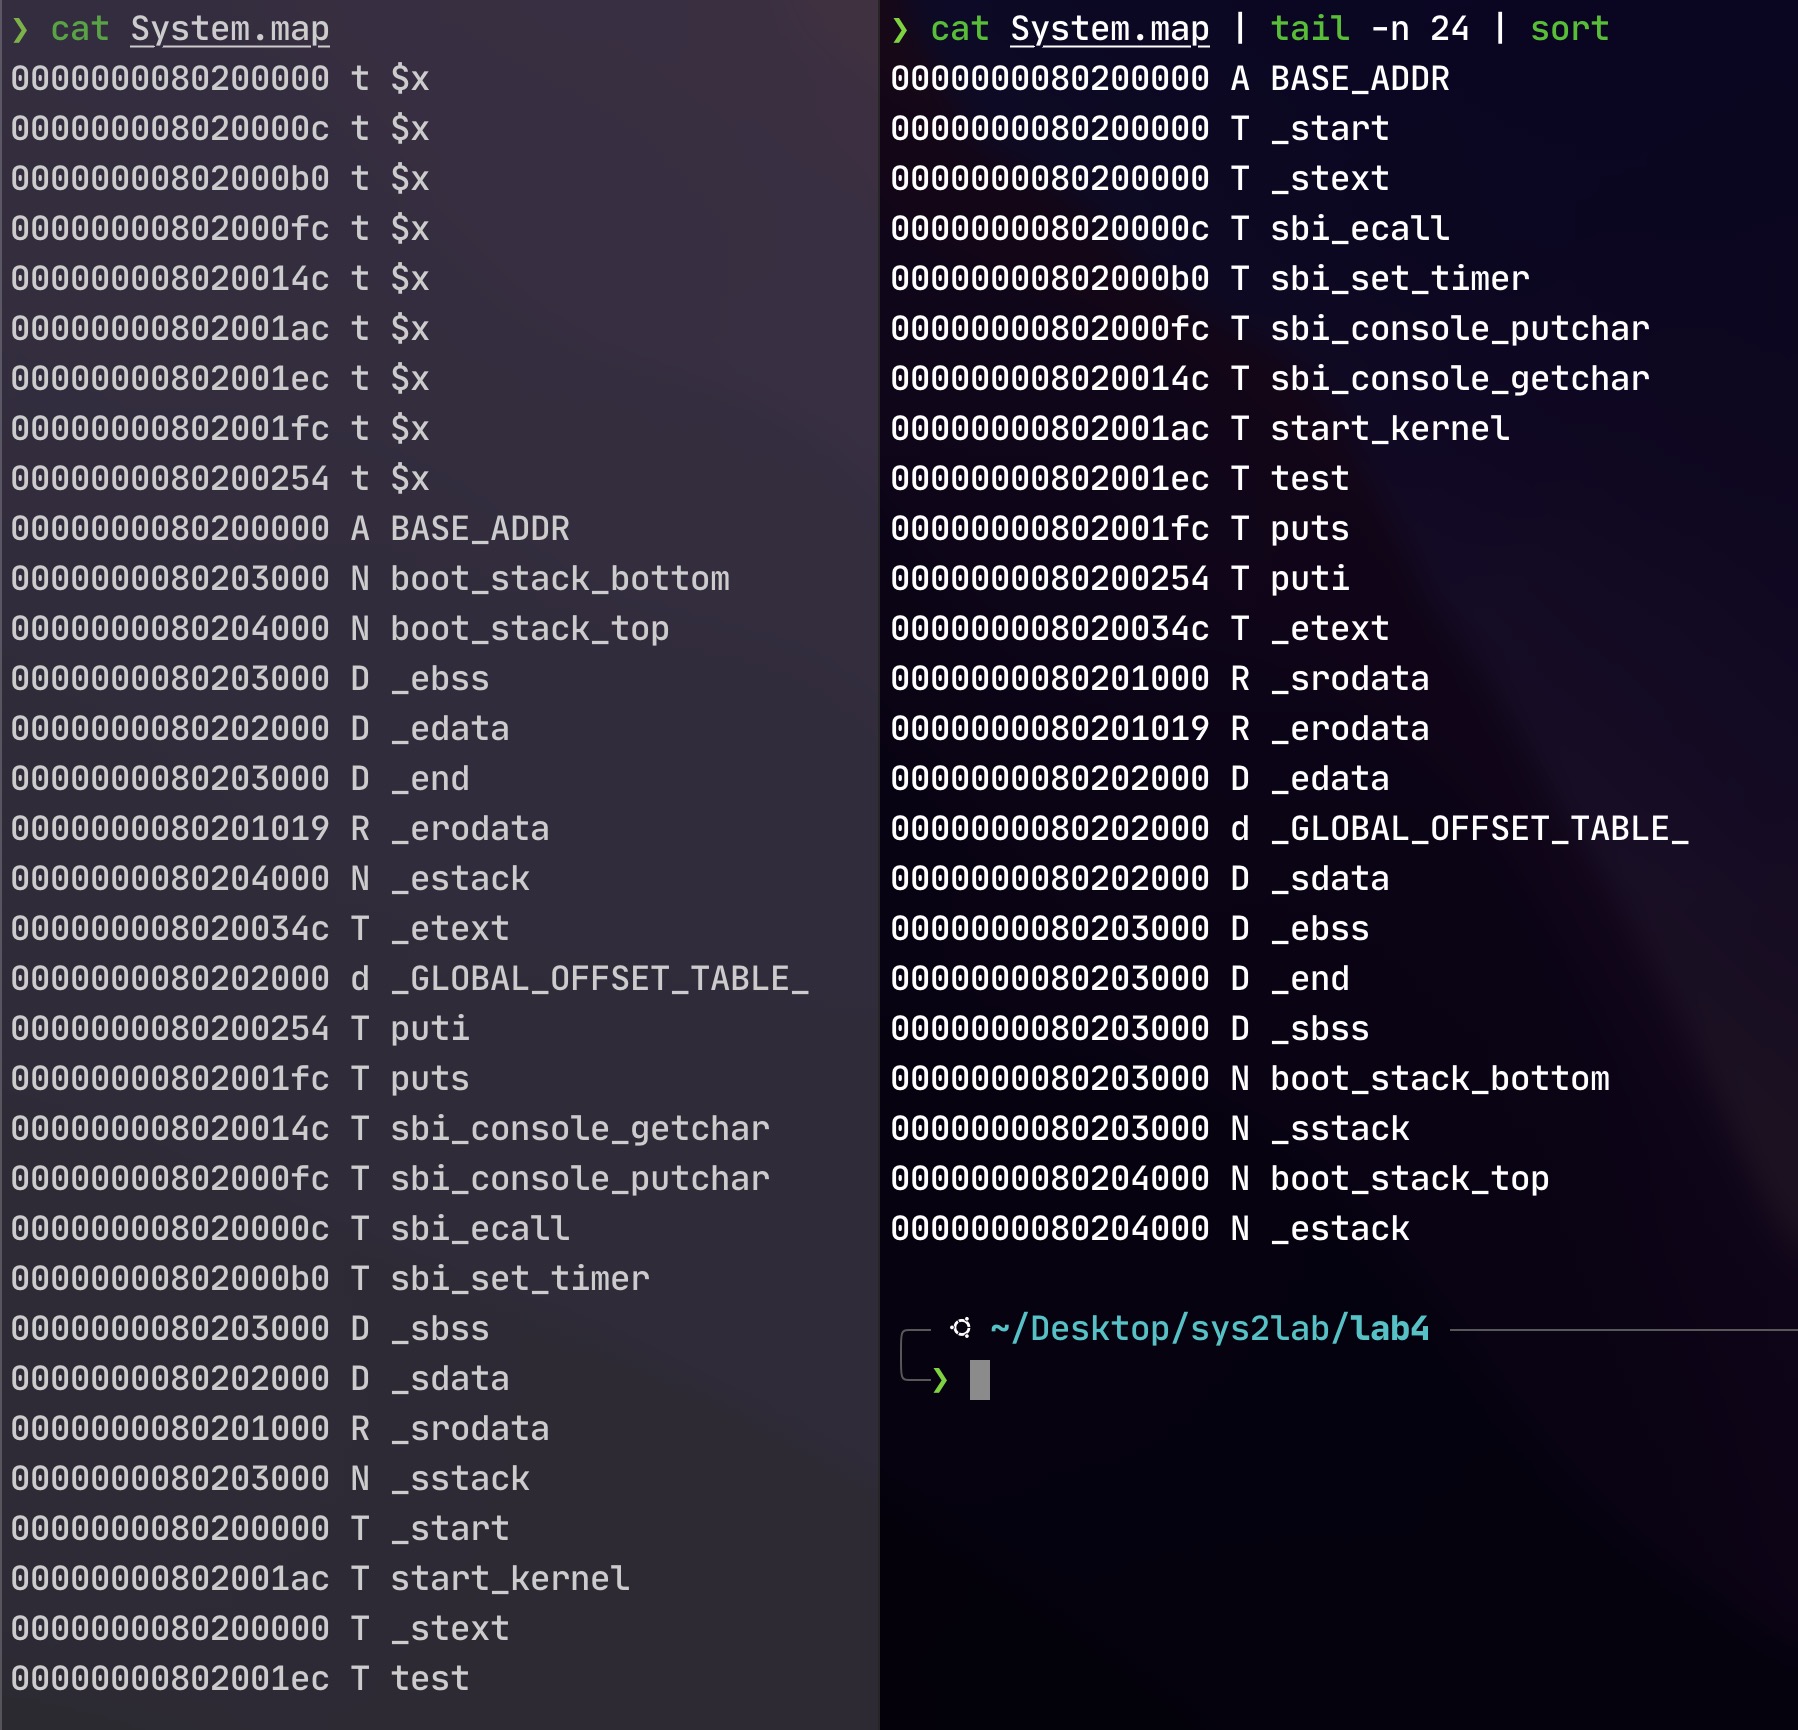 ❯ cat System.map
0000000080200000 t $x
000000008020000c t $x
00000000802000b0 t $x
00000000802000fc t $x
000000008020014c t $x
00000000802001ac t $x
00000000802001ec t $x
00000000802001fc t $x
0000000080200254 t $x
0000000080200000 A BASE_ADDR
0000000080203000 N boot_stack_bottom
0000000080204000 N boot_stack_top
0000000080203000 D _ebss
0000000080202000 D _edata
0000000080203000 D _end
0000000080201019 R _erodata
0000000080204000 N _estack
000000008020034c T _etext
0000000080202000 d _GLOBAL_OFFSET_TABLE_
0000000080200254 T puti
00000000802001fc T puts
000000008020014c T sbi_console_getchar
00000000802000fc T sbi_console_putchar
000000008020000c T sbi_ecall
00000000802000b0 T sbi_set_timer
0000000080203000 D _sbss
0000000080202000 D _sdata
0000000080201000 R _srodata
0000000080203000 N _sstack
0000000080200000 T _start
00000000802001ac T start_kernel
0000000080200000 T _stext
00000000802001ec T test
❯ cat System.map | tail -n 24 | sort
0000000080200000 A BASE_ADDR
0000000080200000 T _start
0000000080200000 T _stext
000000008020000c T sbi_ecall
00000000802000b0 T sbi_set_timer
00000000802000fc T sbi_console_putchar
000000008020014c T sbi_console_getchar
00000000802001ac T start_kernel
00000000802001ec T test
00000000802001fc T puts
0000000080200254 T puti
000000008020034c T _etext
0000000080201000 R _srodata
0000000080201019 R _erodata
0000000080202000 D _edata
0000000080202000 d _GLOBAL_OFFSET_TABLE_
0000000080202000 D _sdata
0000000080203000 D _ebss
0000000080203000 D _end
0000000080203000 D _sbss
0000000080203000 N boot_stack_bottom
0000000080203000 N _sstack
0000000080204000 N boot_stack_top
0000000080204000 N _estack
~/Desktop/sys2lab/lab4
❯